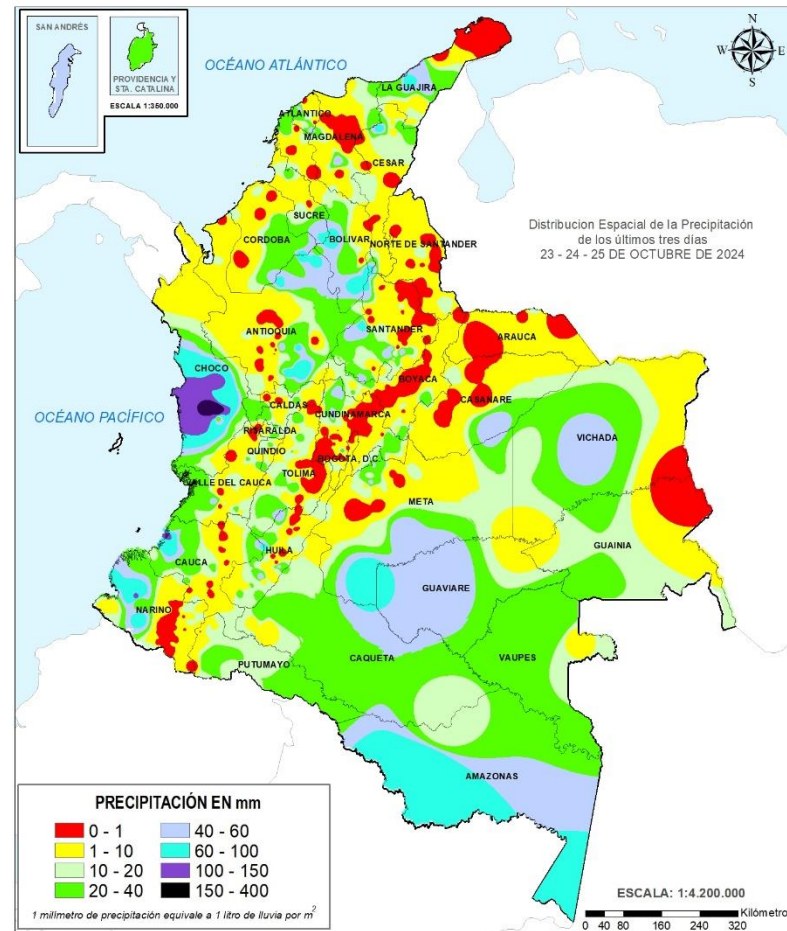 SAN ANDRÉS
PROVIDENCIA Y
STA. CATALINA
ESCALA 1:350.000
OCÉANO ATLÁNTICO
N
W
E
S
LA GUAJIRA
ATLANTICO
MAGDALENA
CESAR
SUCRE
CORDOBA
BOLIVAR
NORTE DE SANTANDER
Distribucion Espacial de la Precipitación
de los últimos tres días
23 - 24 - 25 DE OCTUBRE DE 2024
ANTIOQUIA
SANTANDER
ARAUCA
CHOCO
BOYACA
CASANARE
OCÉANO PACÍFICO
CALDAS
CUNDINAMARCA
RISARALDA
VICHADA
QUINDIO
BOGOTA, D.C.
TOLIMA
VALLE DEL CAUCA
META
GUAINIA
HUILA
CAUCA
GUAVIARE
NARIÑO
CAQUETA
VAUPES
PUTUMAYO
AMAZONAS
PRECIPITACIÓN EN mm
0 - 1
40 - 60
1 - 10
60 - 100
10 - 20
100 - 150
20 - 40
150 - 400
1 milímetro de precipitación equivale a 1 litro de lluvia por m2
ESCALA: 1:4.200.000
Kilómetro
0 40 80 160 240 320